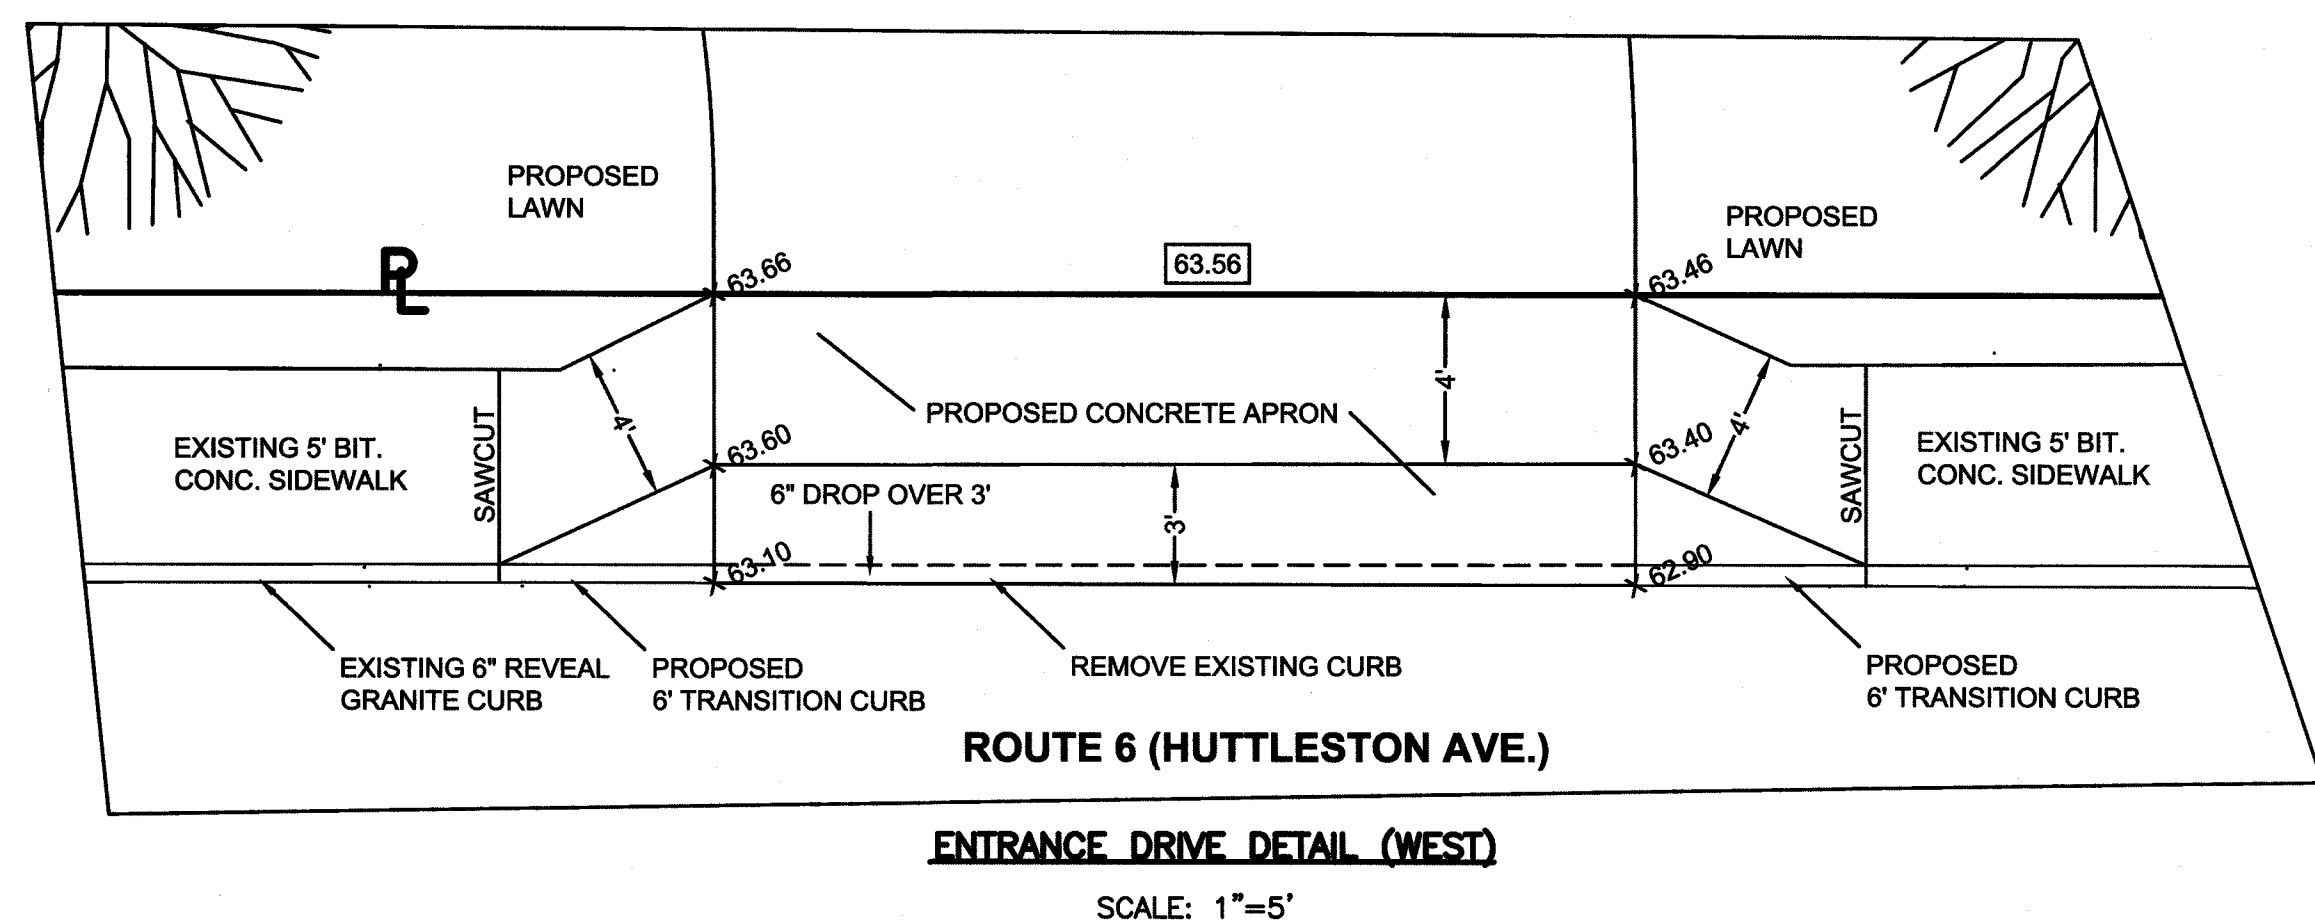 PROPOSED
LAWN
PROPOSED
LAWN
PL
63.66
63.56
63.46
4'
4'
4'
PROPOSED CONCRETE APRON
EXISTING 5' BIT.
CONC. SIDEWALK
SAWCUT
63.60
63.40
SAWCUT
EXISTING 5' BIT.
CONC. SIDEWALK
6" DROP OVER 3'
3'
63.10
62.90
EXISTING 6" REVEAL
GRANITE CURB
PROPOSED
6' TRANSITION CURB
REMOVE EXISTING CURB
PROPOSED
6' TRANSITION CURB
ROUTE 6 (HUTTLESTON AVE.)
ENTRANCE DRIVE DETAIL (WEST)
SCALE: 1"=5'